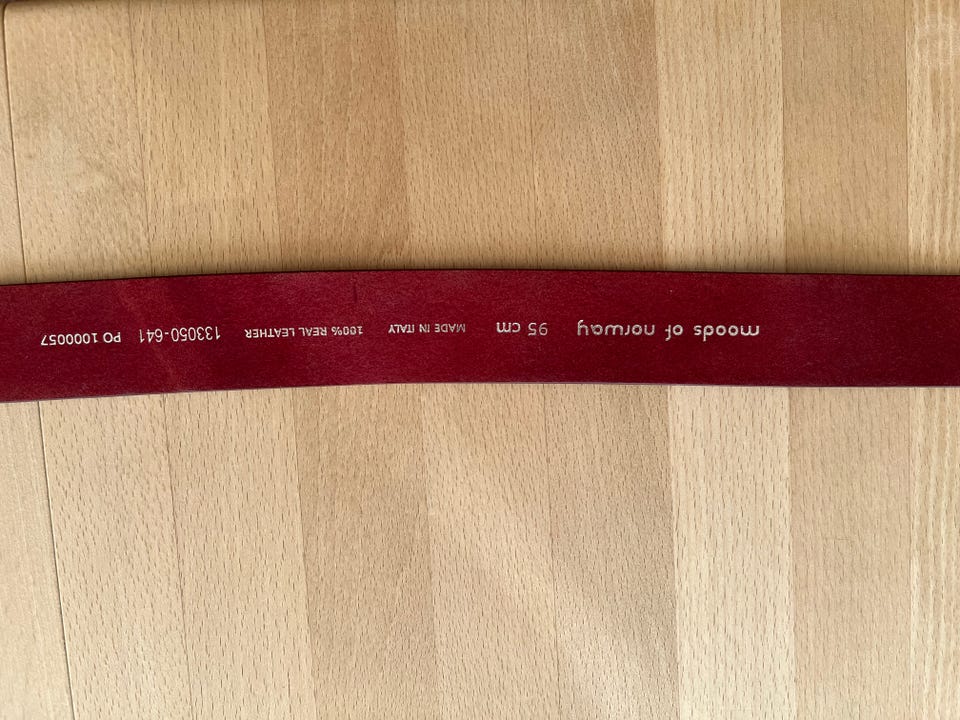 moods of norway 95 cm MADE IN ITALY 100% REAL LEATHER 133050-641 PO 1000057